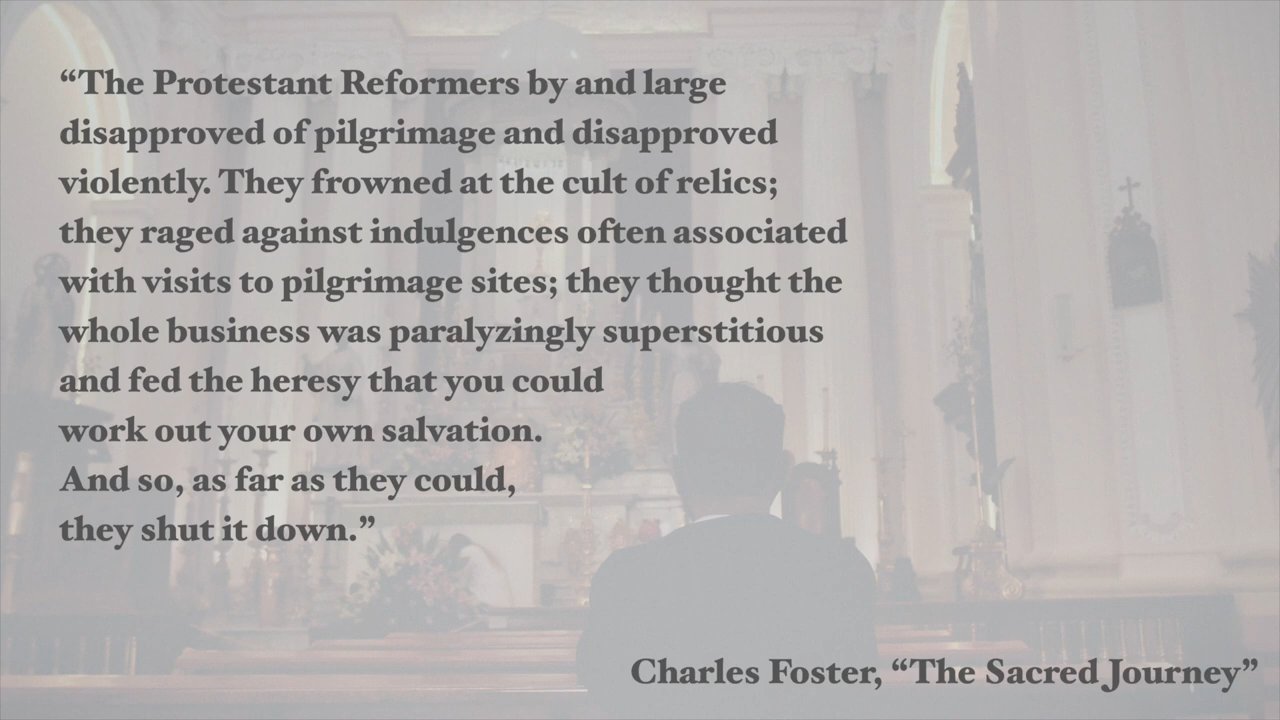 “The Protestant Reformers by and large
disapproved of pilgrimage and disapproved
violently. They frowned at the cult of relics;
they raged against indulgences often associated
with visits to pilgrimage sites; they thought the
whole business was paralyzingly superstitious
and fed the heresy that you could
work out your own salvation.
And so, as far as they could,
they shut it down.”
Charles Foster, “The Sacred Journey”